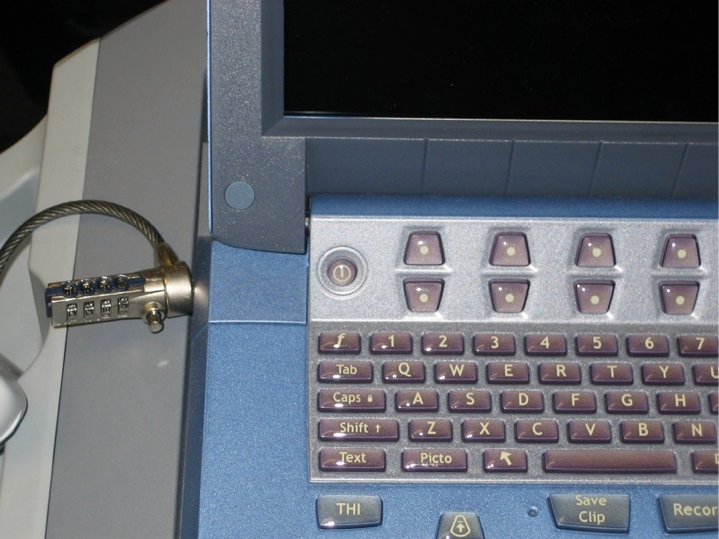 f 1 2 3 4 5 6 7
Tab Q W E R T Y U
Caps A S D F G H
Shift ↑ Z X C V B N
Text Picto
THI Save Clip Recor